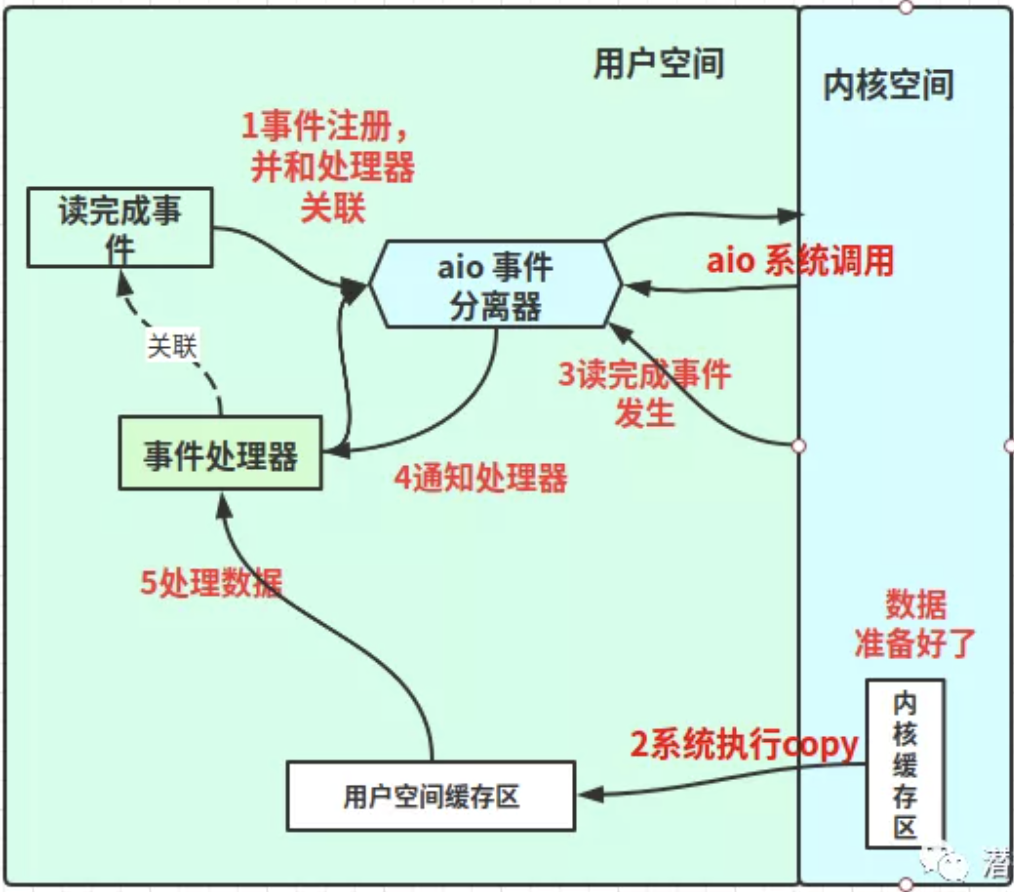 用户空间
内核空间
1事件注册，
并和处理器
关联
读完成事
件
aio 事件
分离器
aio 系统调用
关联
3读完成事件
发生
事件处理器
4通知处理器
5处理数据
数据
准备好了
内
核
缓
存
区
2系统执行copy
用户空间缓存区
潜